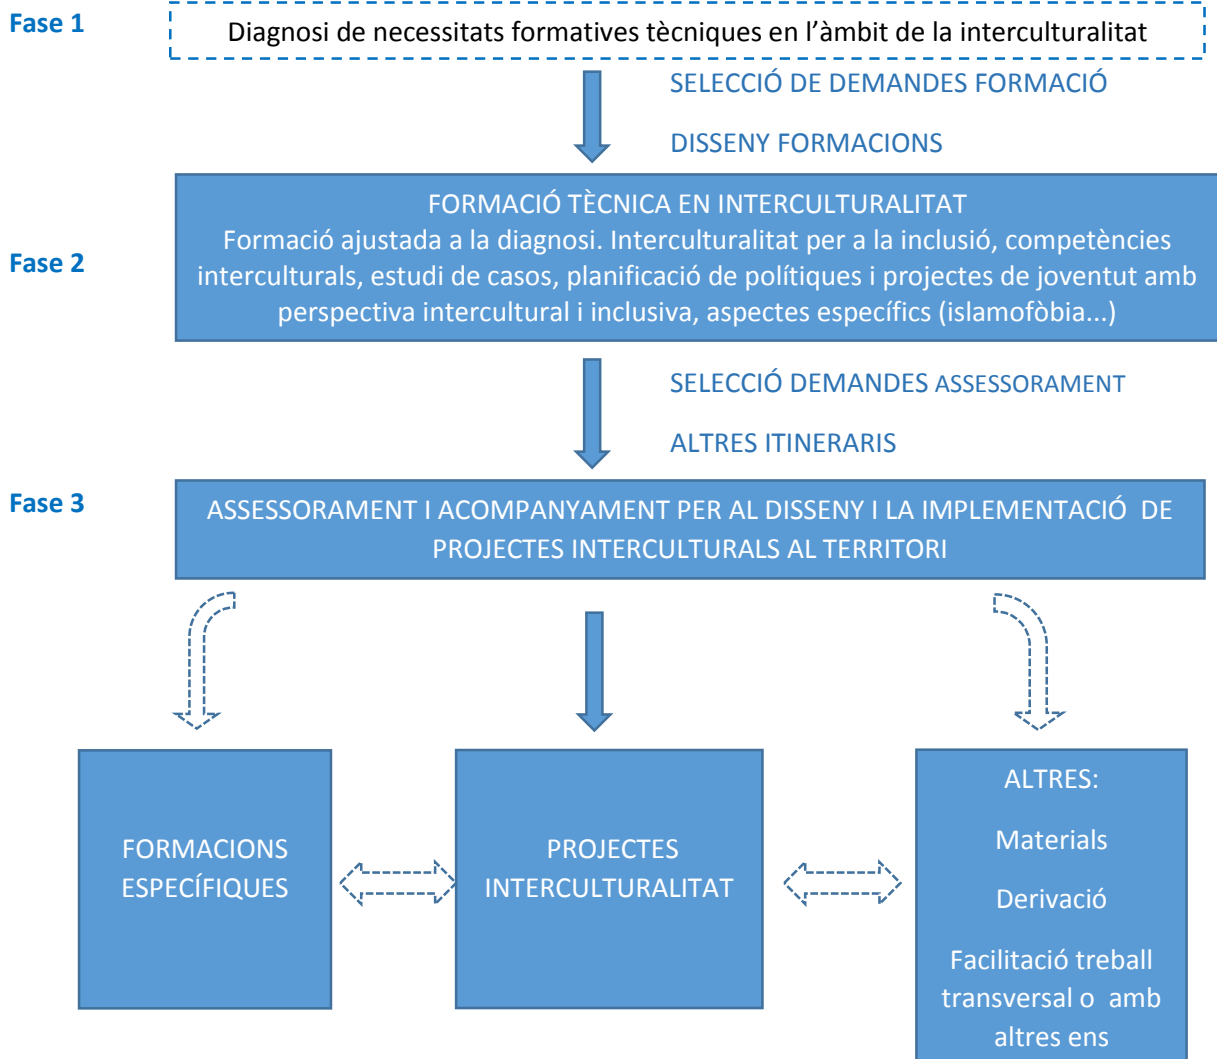 Fase 1
Diagnosi de necessitats formatives tècniques en l’àmbit de la interculturalitat
SELECCIÓ DE DEMANDES FORMACIÓ
DISSENY FORMACIONS
Fase 2
FORMACIÓ TÈCNICA EN INTERCULTURALITAT
Formació ajustada a la diagnosi. Interculturalitat per a la inclusió, competències
interculturals, estudi de casos, planificació de polítiques i projectes de joventut amb
perspectiva intercultural i inclusiva, aspectes específics (islamofòbia...)
SELECCIÓ DEMANDES ASSESSORAMENT
ALTRES ITINERARIS
Fase 3
ASSESSORAMENT I ACOMPANYAMENT PER AL DISSENY I LA IMPLEMENTACIÓ DE
PROJECTES INTERCULTURALS AL TERRITORI
FORMACIONS
ESPECÍFIQUES
PROJECTES
INTERCULTURALITAT
ALTRES:
Materials
Derivació
Facilitació treball
transversal o amb
altres ens